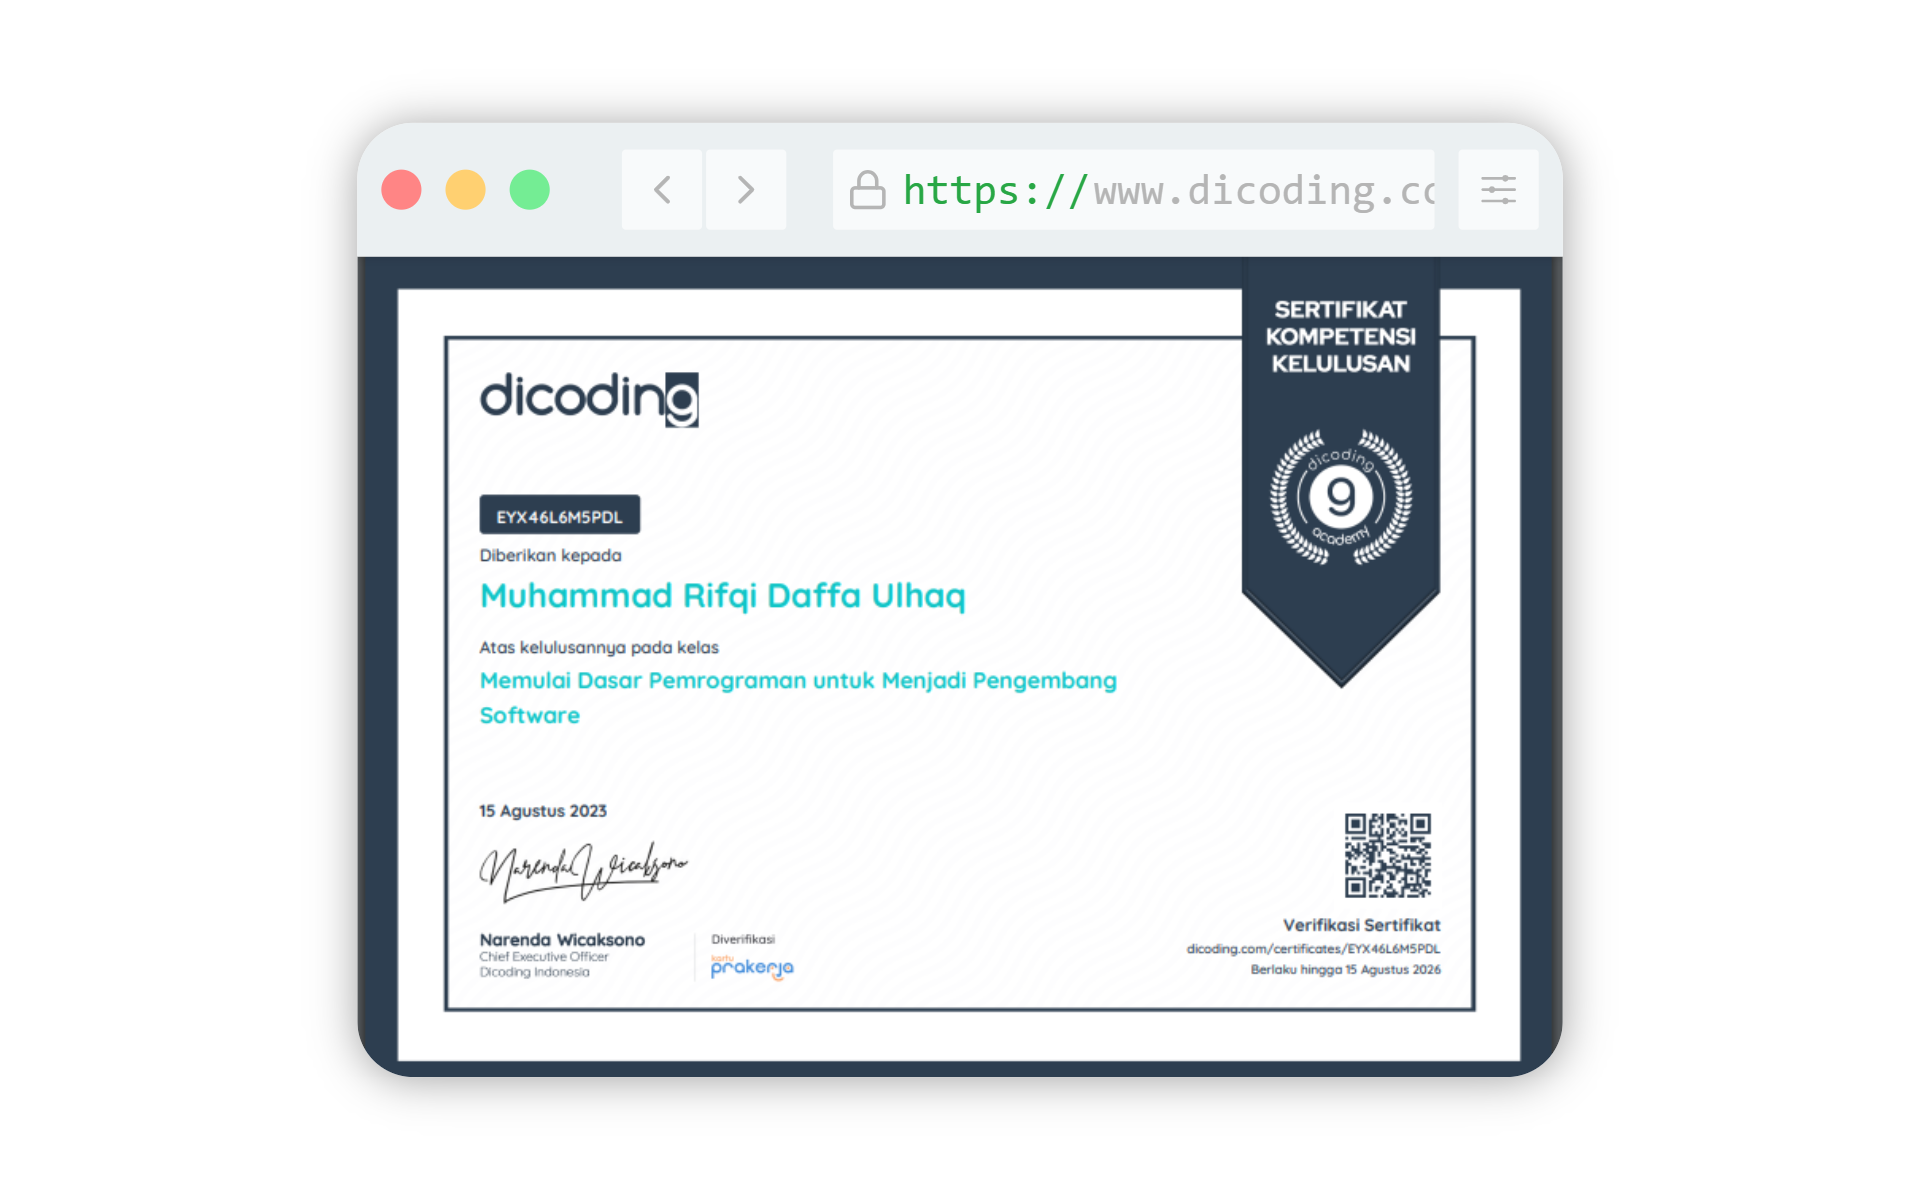 https://www.dicoding.co
SERTIFIKAT
KOMPETENSI
KELULUSAN
dicoding
dicoding
g
academy
EYX46L6M5PDL
Diberikan kepada
Muhammad Rifqi Daffa Ulhaq
Atas kelulusannya pada kelas
Memulai Dasar Pemrograman untuk Menjadi Pengembang
Software
15 Agustus 2023
Narenda Wicaksono
Narenda Wicaksono
Chief Executive Officer
Dicoding Indonesia
Diverifikasi
kartu
prakerja
Verifikasi Sertifikat
dicoding.com/certificates/EYX46L6M5PDL
Berlaku hingga 15 Agustus 2026